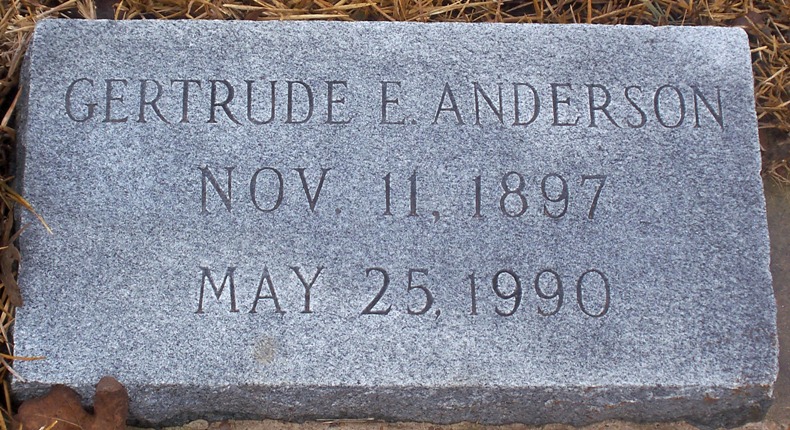 GERTRUDE E. ANDERSON
NOV. 11, 1897
MAY 25, 1990